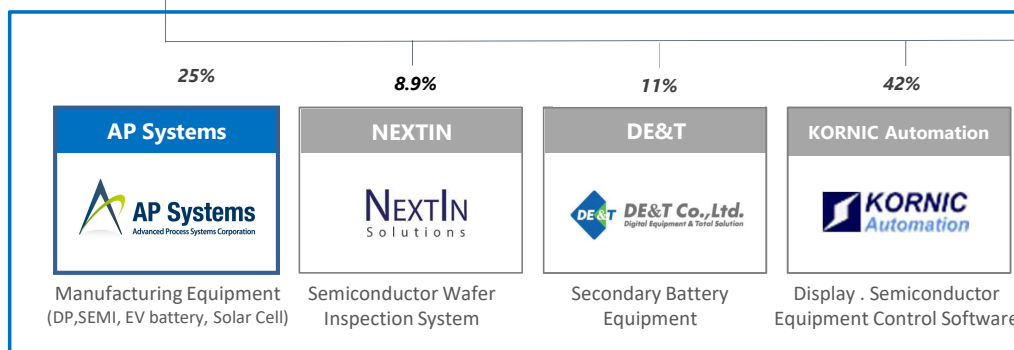 25%
8.9%
11%
42%
AP Systems
NEXTIN
DE&T
KORNIC Automation
AP Systems
Advanced Process Systems Corporation
NEXTIN
Solutions
DE&T
DE&T Co.,Ltd.
Digital Equipment & Total Solution
KORNIC
Automation
Manufacturing Equipment
(DP,SEMI, EV battery, Solar Cell)
Semiconductor Wafer
Inspection System
Secondary Battery
Equipment
Display . Semiconductor
Equipment Control Software